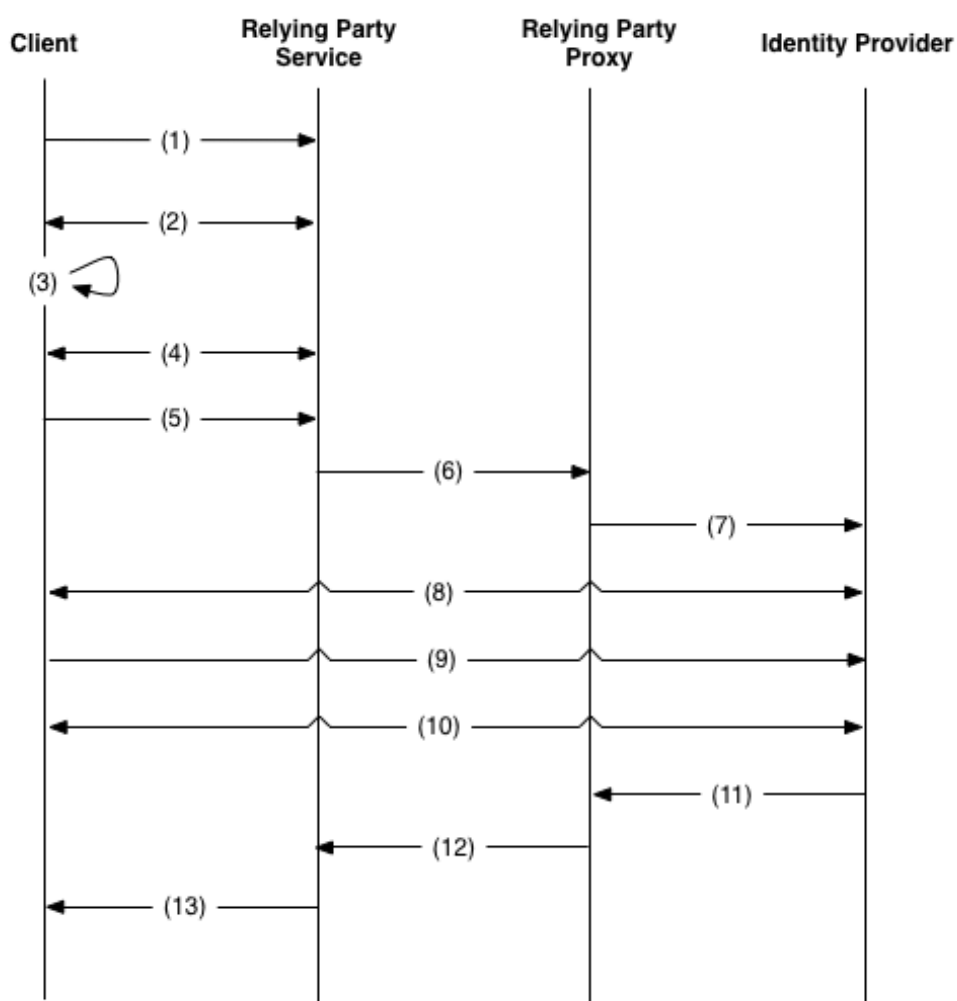 Client
Relying Party
Service
Relying Party
Proxy
Identity Provider
(1)
(2)
(3)
(4)
(5)
(6)
(7)
(8)
(9)
(10)
(11)
(12)
(13)